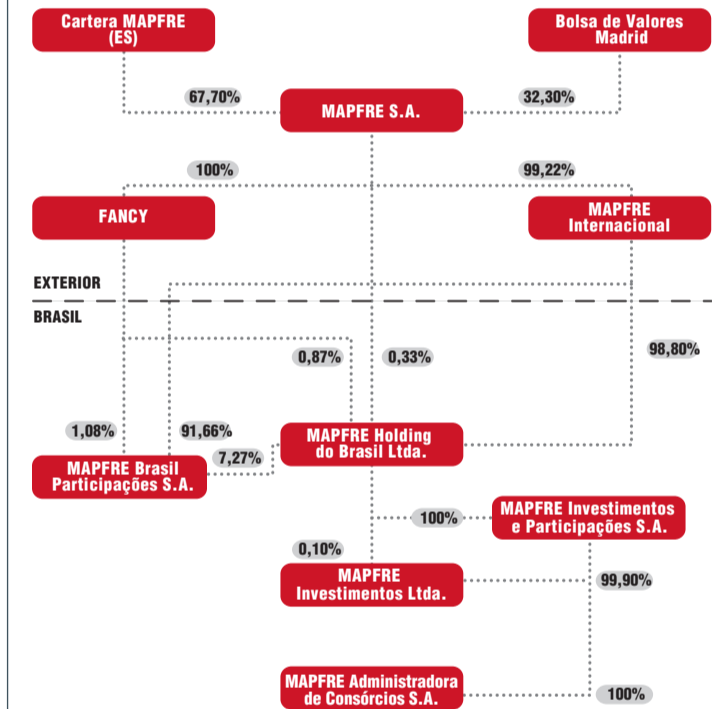 Cartera MAPFRE
(ES)
Bolsa de Valores
Madrid
67,70%
MAPFRE S.A.
32,30%
100%
99,22%
FANCY
MAPFRE
Internacional
EXTERIOR
BRASIL
0,87%
0,33%
98,80%
1,08%
91,66%
7,27%
MAPFRE Holding
do Brasil Ltda.
MAPFRE Brasil
Participações S.A.
100%
MAPFRE Investimentos
e Participações S.A.
0,10%
MAPFRE
Investimentos Ltda.
99,90%
MAPFRE Administradora
de Consórcios S.A.
100%